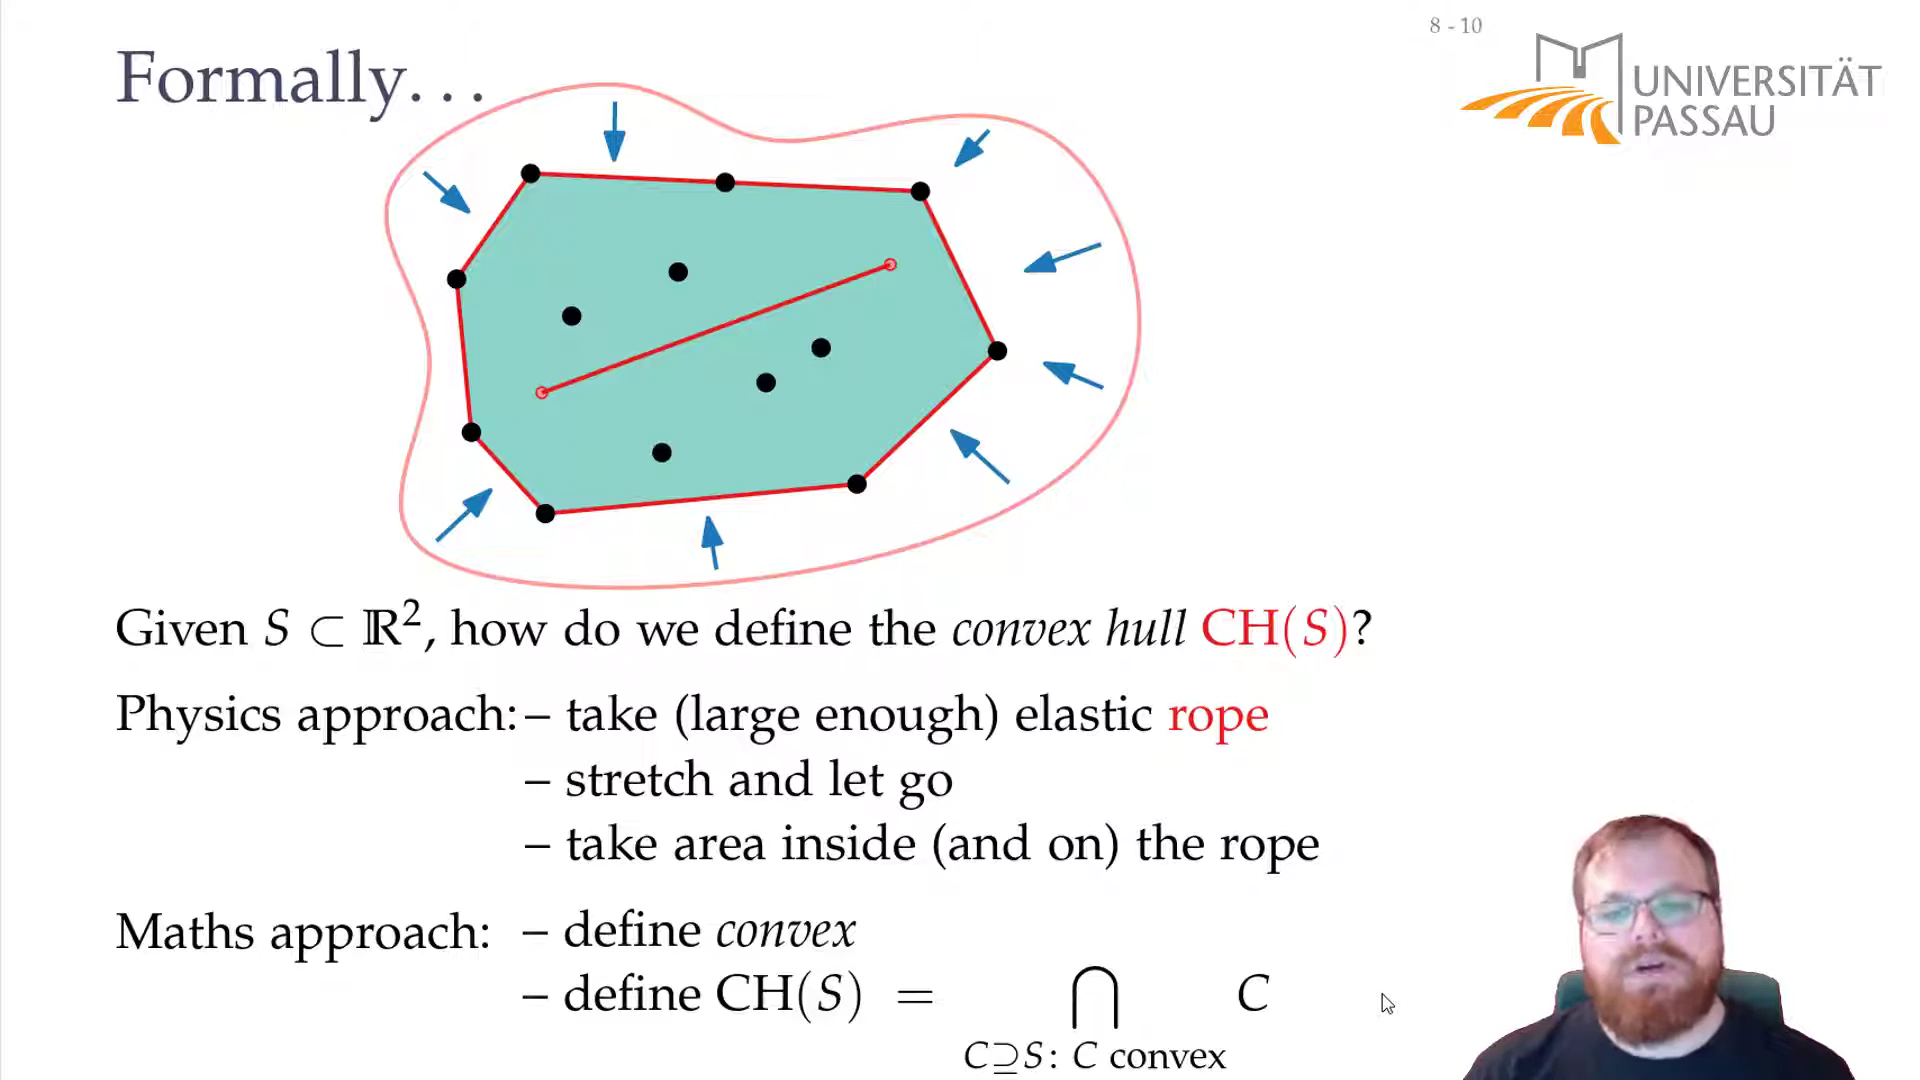 8 - 10
Formally...
UNIVERSITÄT
PASSAU
Given S ⊂ ℝ², how do we define the convex hull CH(S)?
Physics approach: – take (large enough) elastic rope
– stretch and let go
– take area inside (and on) the rope
Maths approach: – define convex
– define CH(S) = ⋂ C
C⊇S: C convex